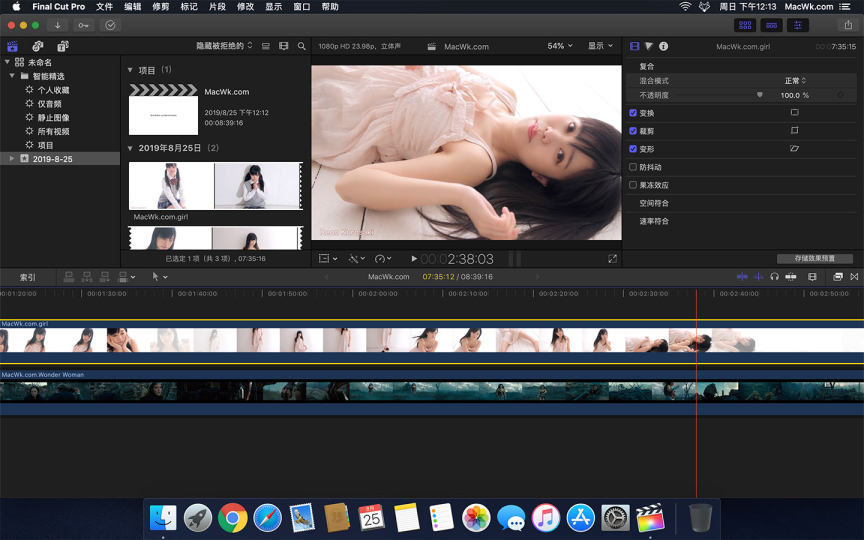 Final Cut Pro 文件 编辑 修剪 标记 片段 修改 显示 窗口 帮助 周日 下午12:13 MacWk.com
隐藏被拒绝的 1080p HD 23.98p, 立体声 MacWk.com 54% 显示 MacWk.com.girl 7:35:15
未命名
智能精选
个人收藏
仅音频
静止图像
所有视频
项目
2019-8-25
项目 (1)
MacWk.com
2019/8/25 下午12:12
00:08:39:16
2019年8月25日 (2)
MacWk.com.girl
已选定 1 项（共 3 项）, 07:35:16
00:00:02:38:03
复合
混合模式 正常
不透明度 100.0 %
变换
裁剪
变形
防抖动
果冻效应
空间符合
速率符合
存储效果预置
索引 MacWk.com 07:35:12 / 08:39:16
00:01:20:00 00:01:30:00 00:01:40:00 00:01:50:00 00:02:00:00 00:02:10:00 00:02:20:00 00:02:30:00 00:02:40:00 00:02:50:00
MacWk.com.girl
MacWk.com.Wonder Woman
AUG
25